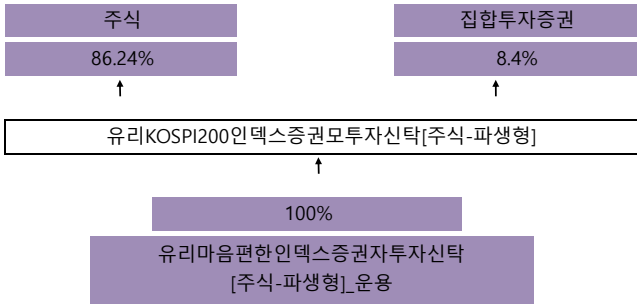 주식
집합투자증권
86.24%
8.4%
유리KOSPI200인덱스증권모투자신탁[주식-파생형]
100%
유리마음편한인덱스증권자투자신탁
[주식-파생형]_운용